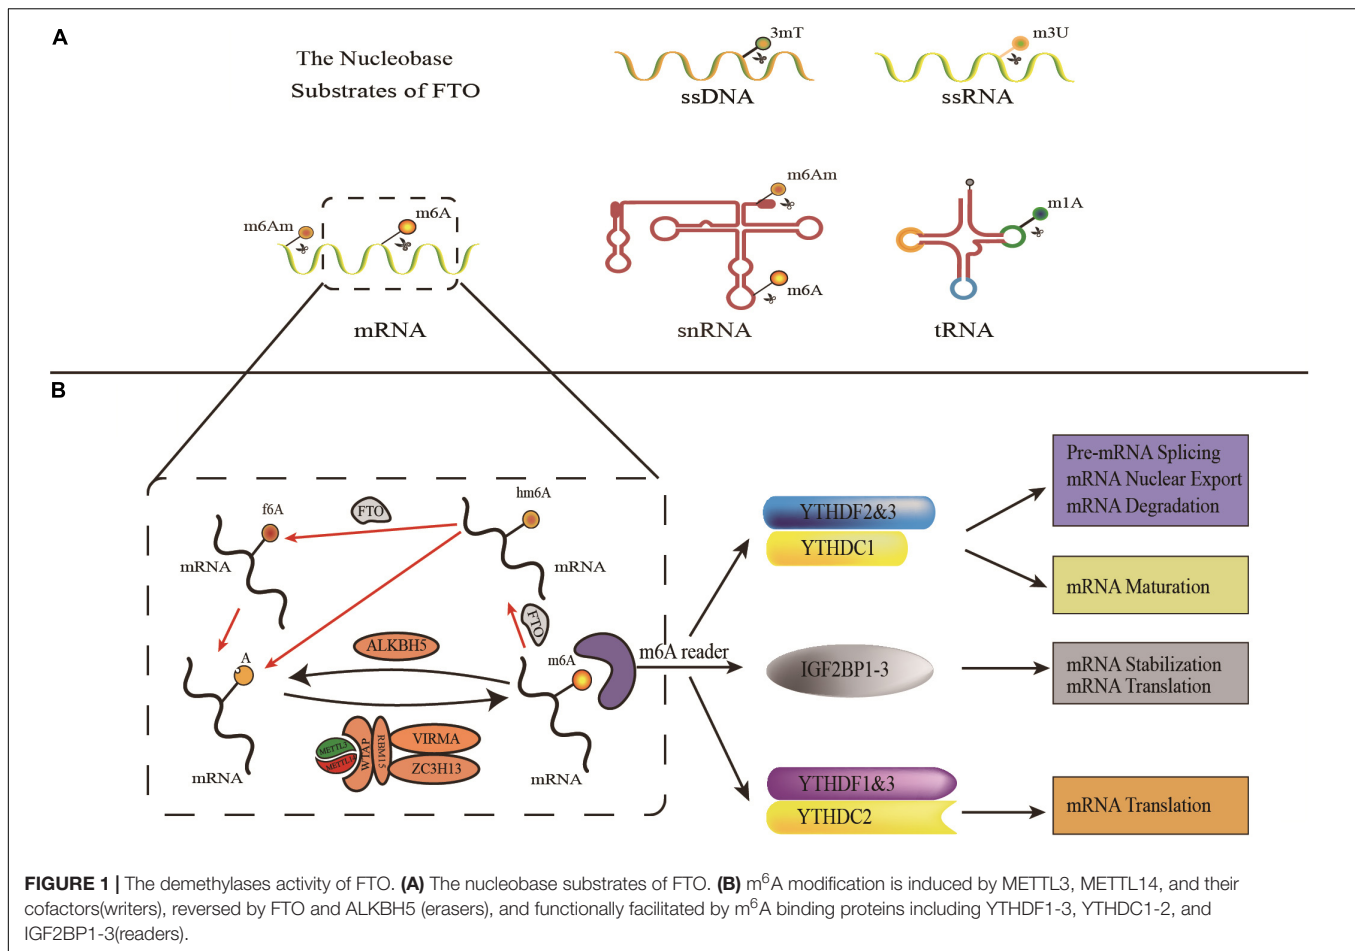 A
The Nucleobase
Substrates of FTO
3mT
ssDNA
m3U
ssRNA
m6Am
m6A
mRNA
m6Am
m6A
snRNA
m1A
tRNA
B
f6A
mRNA
FTO
hm6A
mRNA
FTO
A
mRNA
ALKBH5
m6A
mRNA
METTL3
METTL14
WTAP
RBM15
VIRMA
ZC3H13
m6A reader
YTHDF2&3
YTHDC1
IGF2BP1-3
YTHDF1&3
YTHDC2
Pre-mRNA Splicing
mRNA Nuclear Export
mRNA Degradation
mRNA Maturation
mRNA Stabilization
mRNA Translation
mRNA Translation
FIGURE 1 | The demethylases activity of FTO. (A) The nucleobase substrates of FTO. (B) m⁶A modification is induced by METTL3, METTL14, and their
cofactors(writers), reversed by FTO and ALKBH5 (erasers), and functionally facilitated by m⁶A binding proteins including YTHDF1-3, YTHDC1-2, and
IGF2BP1-3(readers).